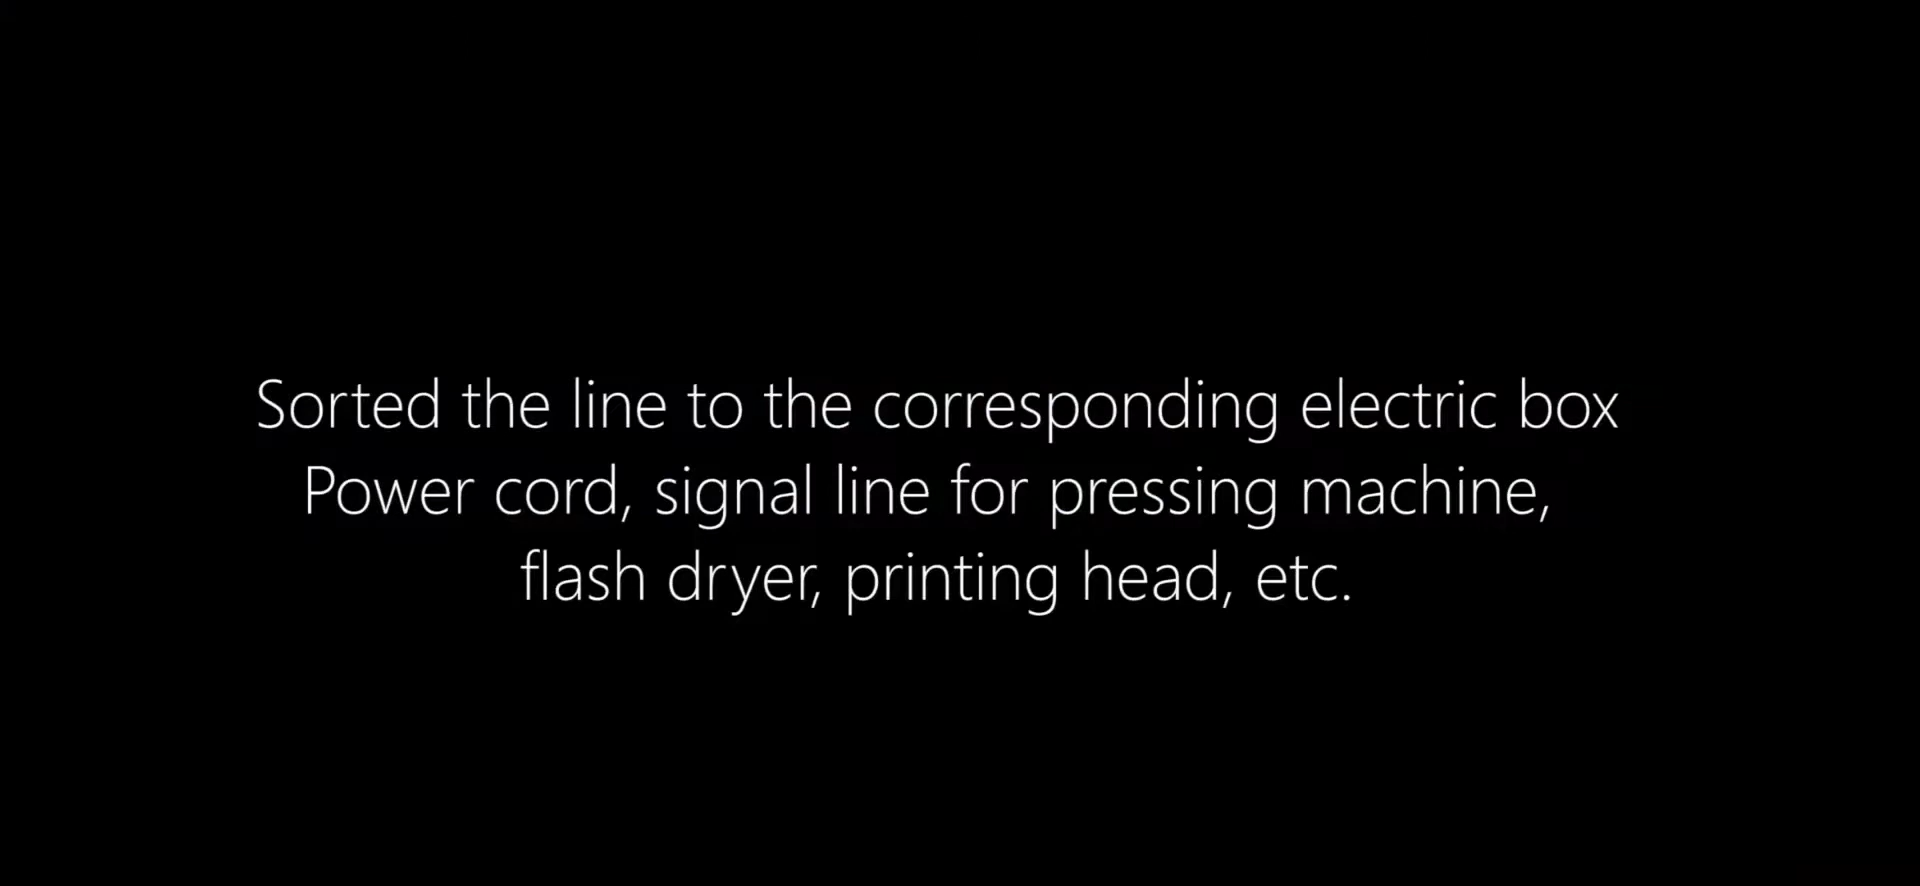 Sorted the line to the corresponding electric box
Power cord, signal line for pressing machine,
flash dryer, printing head, etc.